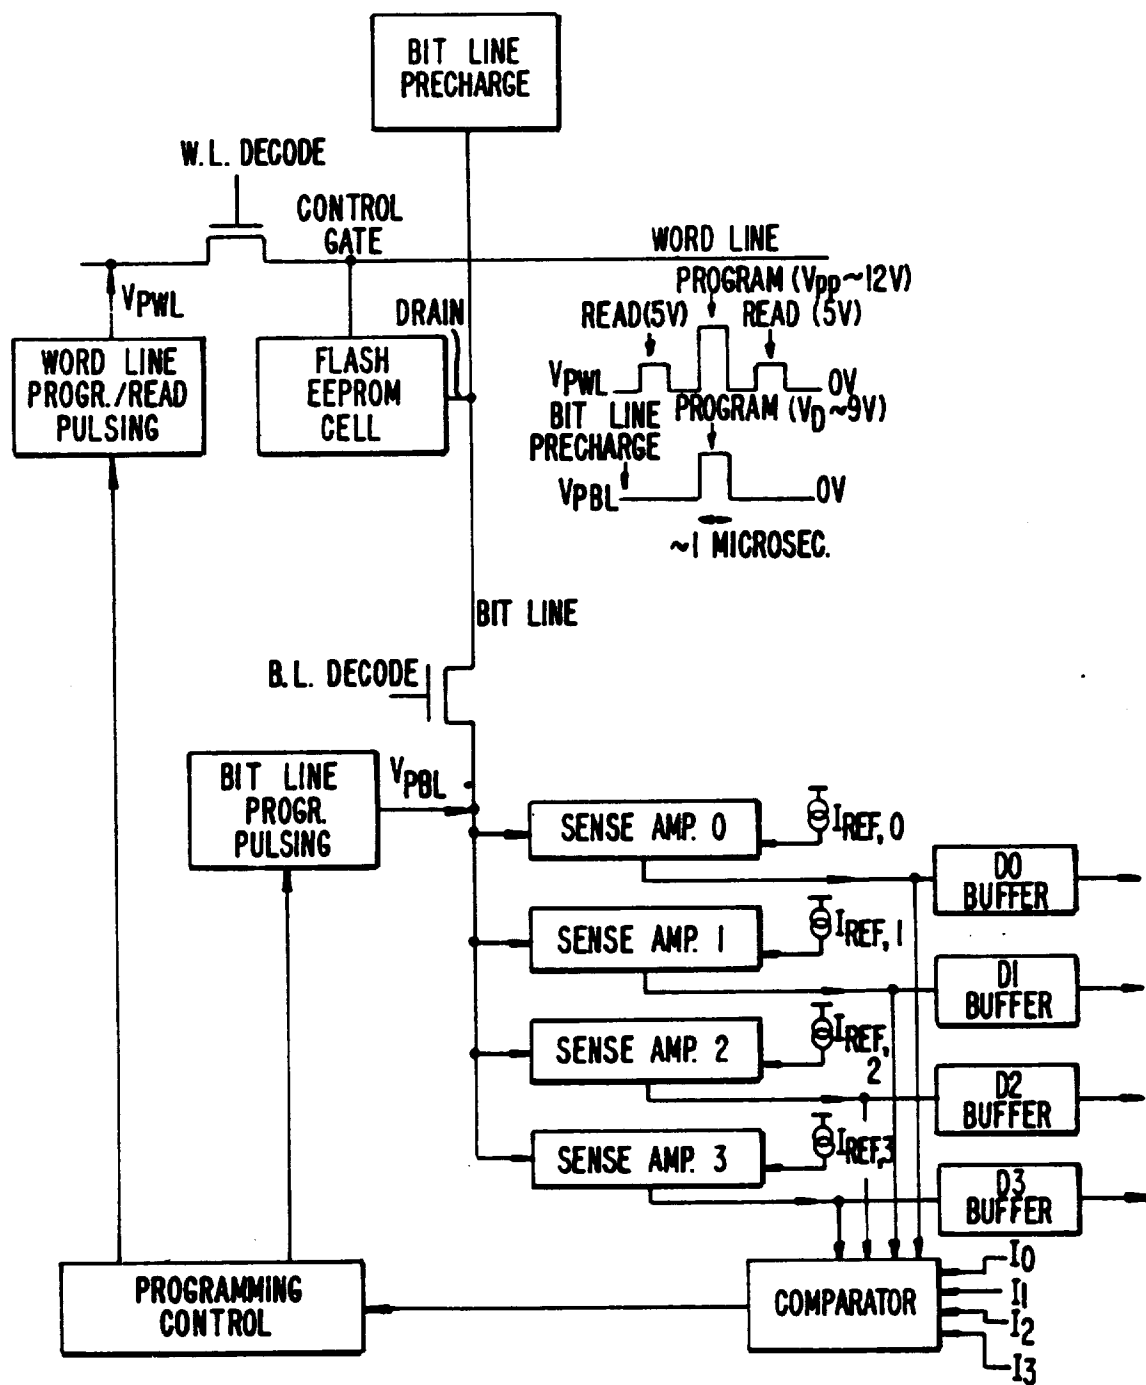 BIT LINE
PRECHARGE
W.L. DECODE
CONTROL
GATE
WORD LINE
VPWL
DRAIN
PROGRAM (Vpp~12V)
READ(5V)
READ (5V)
WORD LINE
PROGR./READ
PULSING
FLASH
EEPROM
CELL
VPWL
0V
BIT LINE
PRECHARGE
PROGRAM (VD~9V)
VPBL
0V
~1 MICROSEC.
BIT LINE
B.L. DECODE
BIT LINE
PROGR.
PULSING
VPBL
SENSE AMP. 0
IREF, 0
D0
BUFFER
SENSE AMP. 1
IREF, 1
D1
BUFFER
SENSE AMP. 2
IREF,
2
D2
BUFFER
SENSE AMP. 3
IREF,3
D3
BUFFER
PROGRAMMING
CONTROL
COMPARATOR
I0
I1
I2
I3